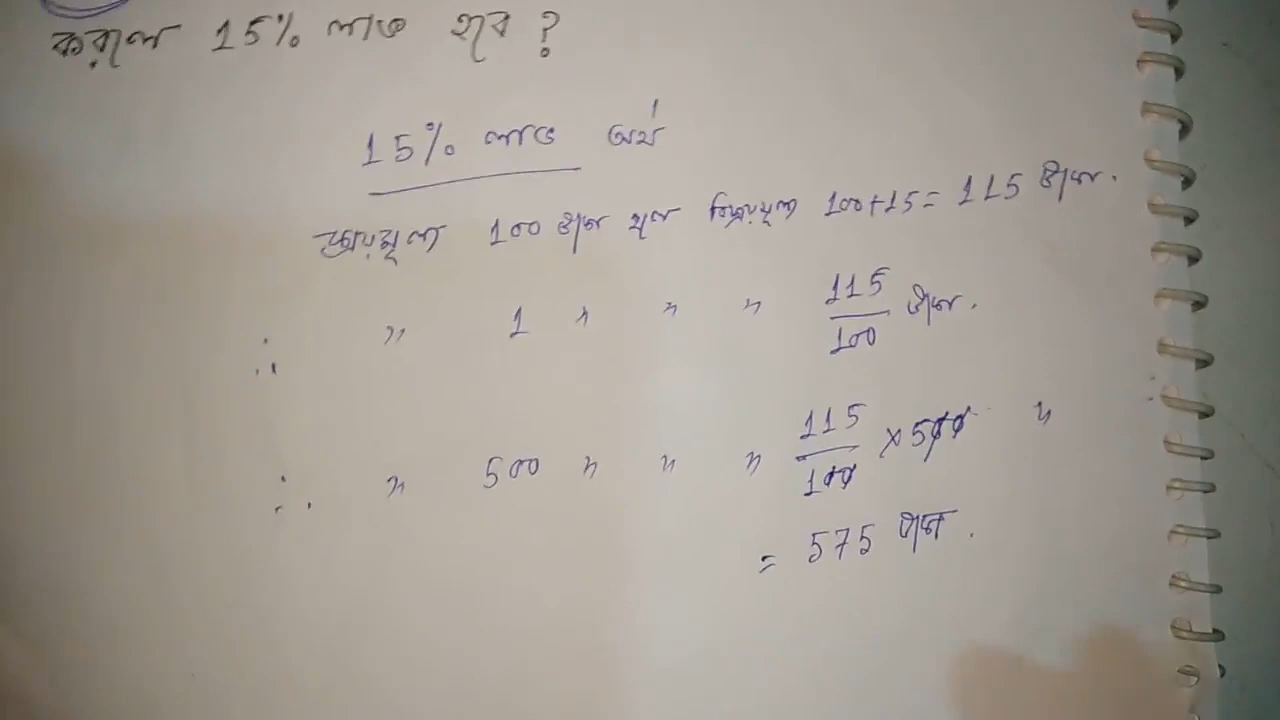 করলে 15% লাভ হবে ?
15% লাভ অর্থ
ক্রয়মূল্য 100 টাকা হলে বিক্রয়মূল্য 100+15= 115 টাকা.
∴ " 1 " " " 115/100 টাকা.
∴ " 500 " " " 115/100 × 500 "
= 575 টাকা.